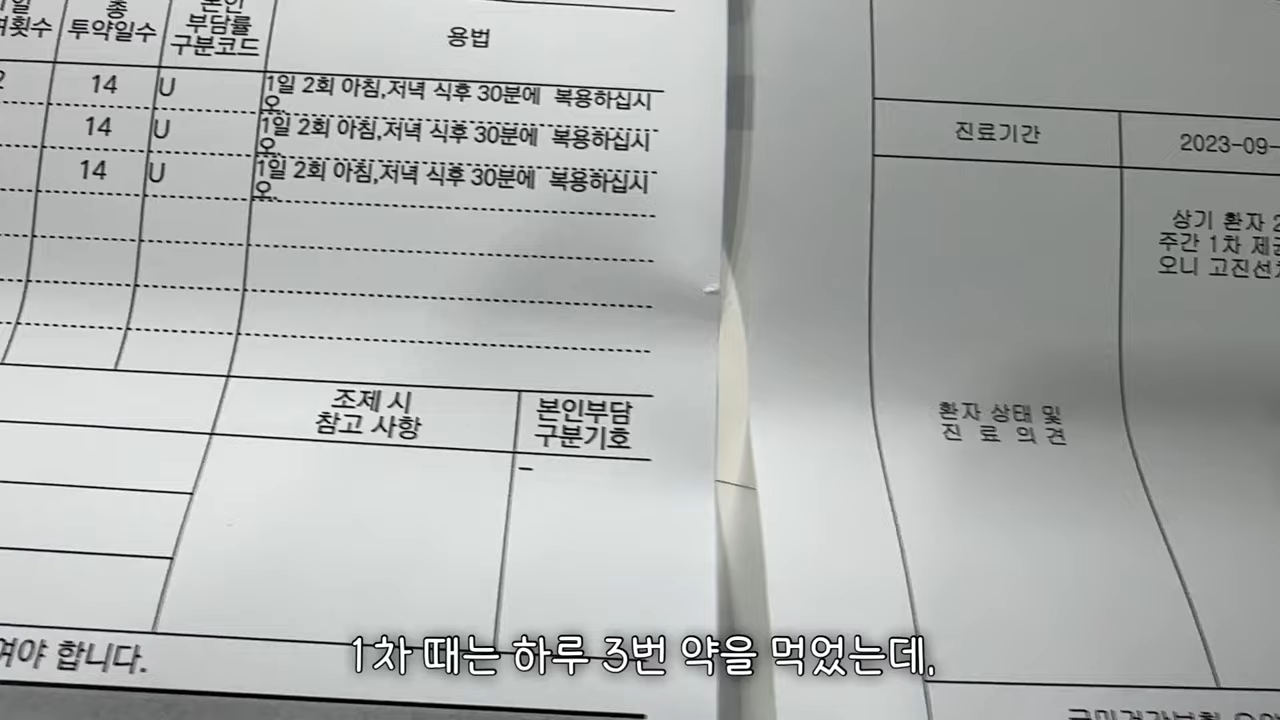 총
투약일수
본인
부담률
구분코드
용법
2 14 U 1일 2회 아침,저녁 식후 30분에 복용하십시
오.
14 U 1일 2회 아침,저녁 식후 30분에 복용하십시
오.
14 U 1일 2회 아침,저녁 식후 30분에 복용하십시
오.
조제 시
참고 사항
본인부담
구분기호
-
합니다.
진료기간
2023-09-
상기 환자 2
주간 1차
오니
환자 상태 및
진 료 의 견
1차 때는 하루 3번 약을 먹었는데,